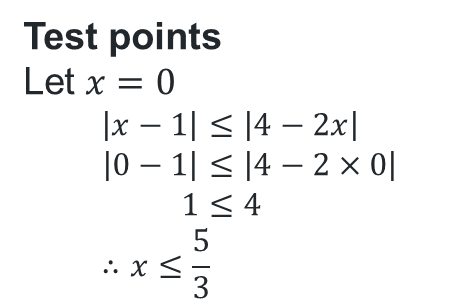 Test points
Let x = 0
|x − 1| ≤ |4 − 2x|
|0 − 1| ≤ |4 − 2 × 0|
1 ≤ 4
∴ x ≤ 5/3